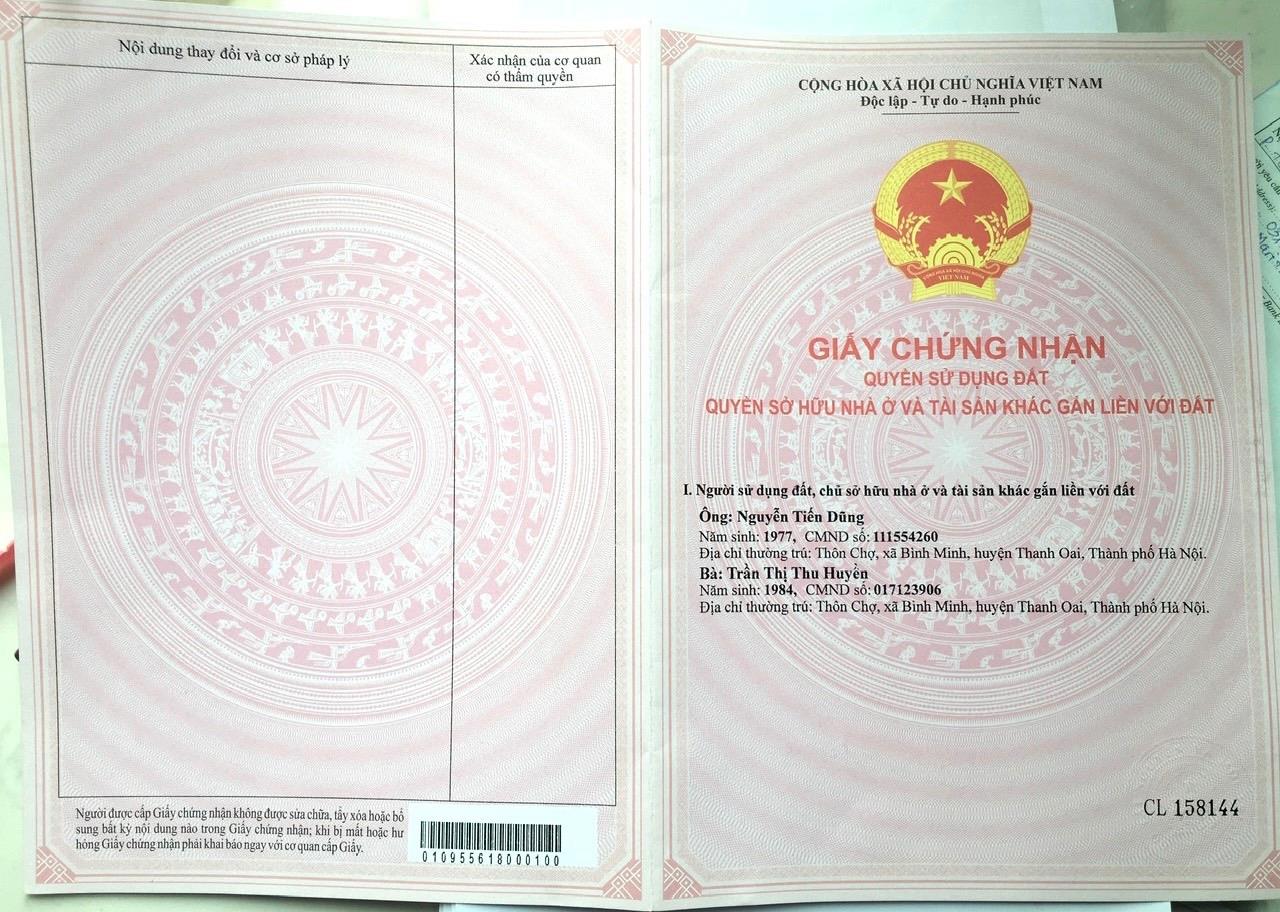 Nội dung thay đổi và cơ sở pháp lý
Xác nhận của cơ quan
có thẩm quyền
Người được cấp Giấy chứng nhận không được sửa chữa, tẩy xóa hoặc bổ
sung bất kỳ nội dung nào trong Giấy chứng nhận; khi bị mất hoặc hư
hỏng Giấy chứng nhận phải khai báo ngay với cơ quan cấp Giấy.
010955618000100
CỘNG HÒA XÃ HỘI CHỦ NGHĨA VIỆT NAM
Độc lập - Tự do - Hạnh phúc
CỘNG HÒA XÃ HỘI CHỦ NGHĨA
VIỆT NAM
GIẤY CHỨNG NHẬN
QUYỀN SỬ DỤNG ĐẤT
QUYỀN SỞ HỮU NHÀ Ở VÀ TÀI SẢN KHÁC GẮN LIỀN VỚI ĐẤT
I. Người sử dụng đất, chủ sở hữu nhà ở và tài sản khác gắn liền với đất
Ông: Nguyễn Tiến Dũng
Năm sinh: 1977, CMND số: 111554260
Địa chỉ thường trú: Thôn Chợ, xã Bình Minh, huyện Thanh Oai, Thành phố Hà Nội.
Bà: Trần Thị Thu Huyền
Năm sinh: 1984, CMND số: 017123906
Địa chỉ thường trú: Thôn Chợ, xã Bình Minh, huyện Thanh Oai, Thành phố Hà Nội.
CL 158144